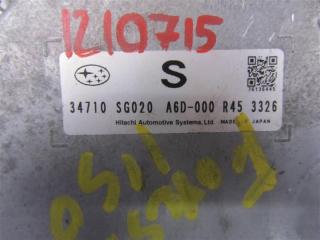 1210715
S
34710 SG020 A6D-000 R45 3326
Hitachi Automotive Systems, Ltd. MADE IN JAPAN